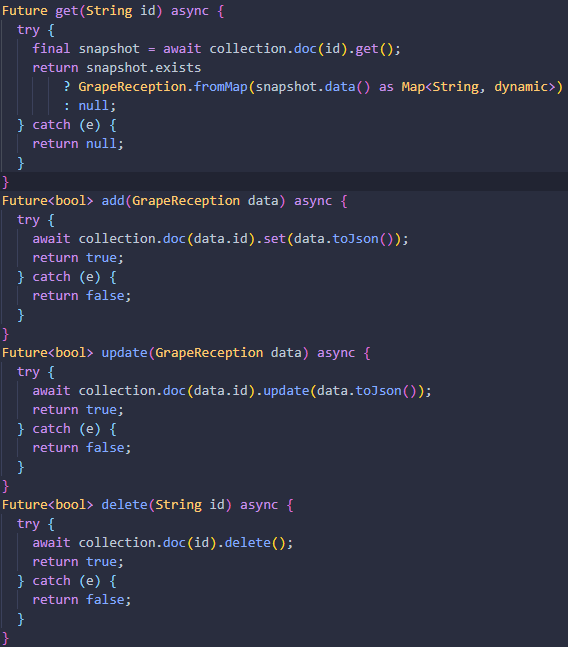 Future get(String id) async {
  try {
    final snapshot = await collection.doc(id).get();
    return snapshot.exists
        ? GrapeReception.fromMap(snapshot.data() as Map<String, dynamic>)
        : null;
  } catch (e) {
    return null;
  }
}
Future<bool> add(GrapeReception data) async {
  try {
    await collection.doc(data.id).set(data.toJson());
    return true;
  } catch (e) {
    return false;
  }
}
Future<bool> update(GrapeReception data) async {
  try {
    await collection.doc(data.id).update(data.toJson());
    return true;
  } catch (e) {
    return false;
  }
}
Future<bool> delete(String id) async {
  try {
    await collection.doc(id).delete();
    return true;
  } catch (e) {
    return false;
  }
}